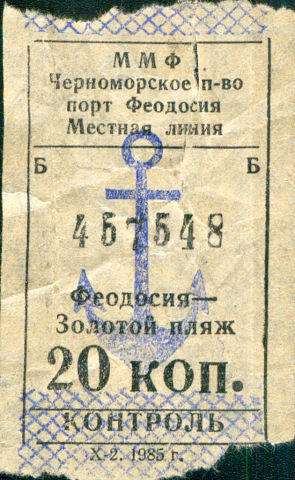 ММФ
Черноморское п-во
порт Феодосия
Местная линия
Б Б
457548
Феодосия—
Золотой пляж
20 коп.
КОНТРОЛЬ
Х-2. 1985 г.